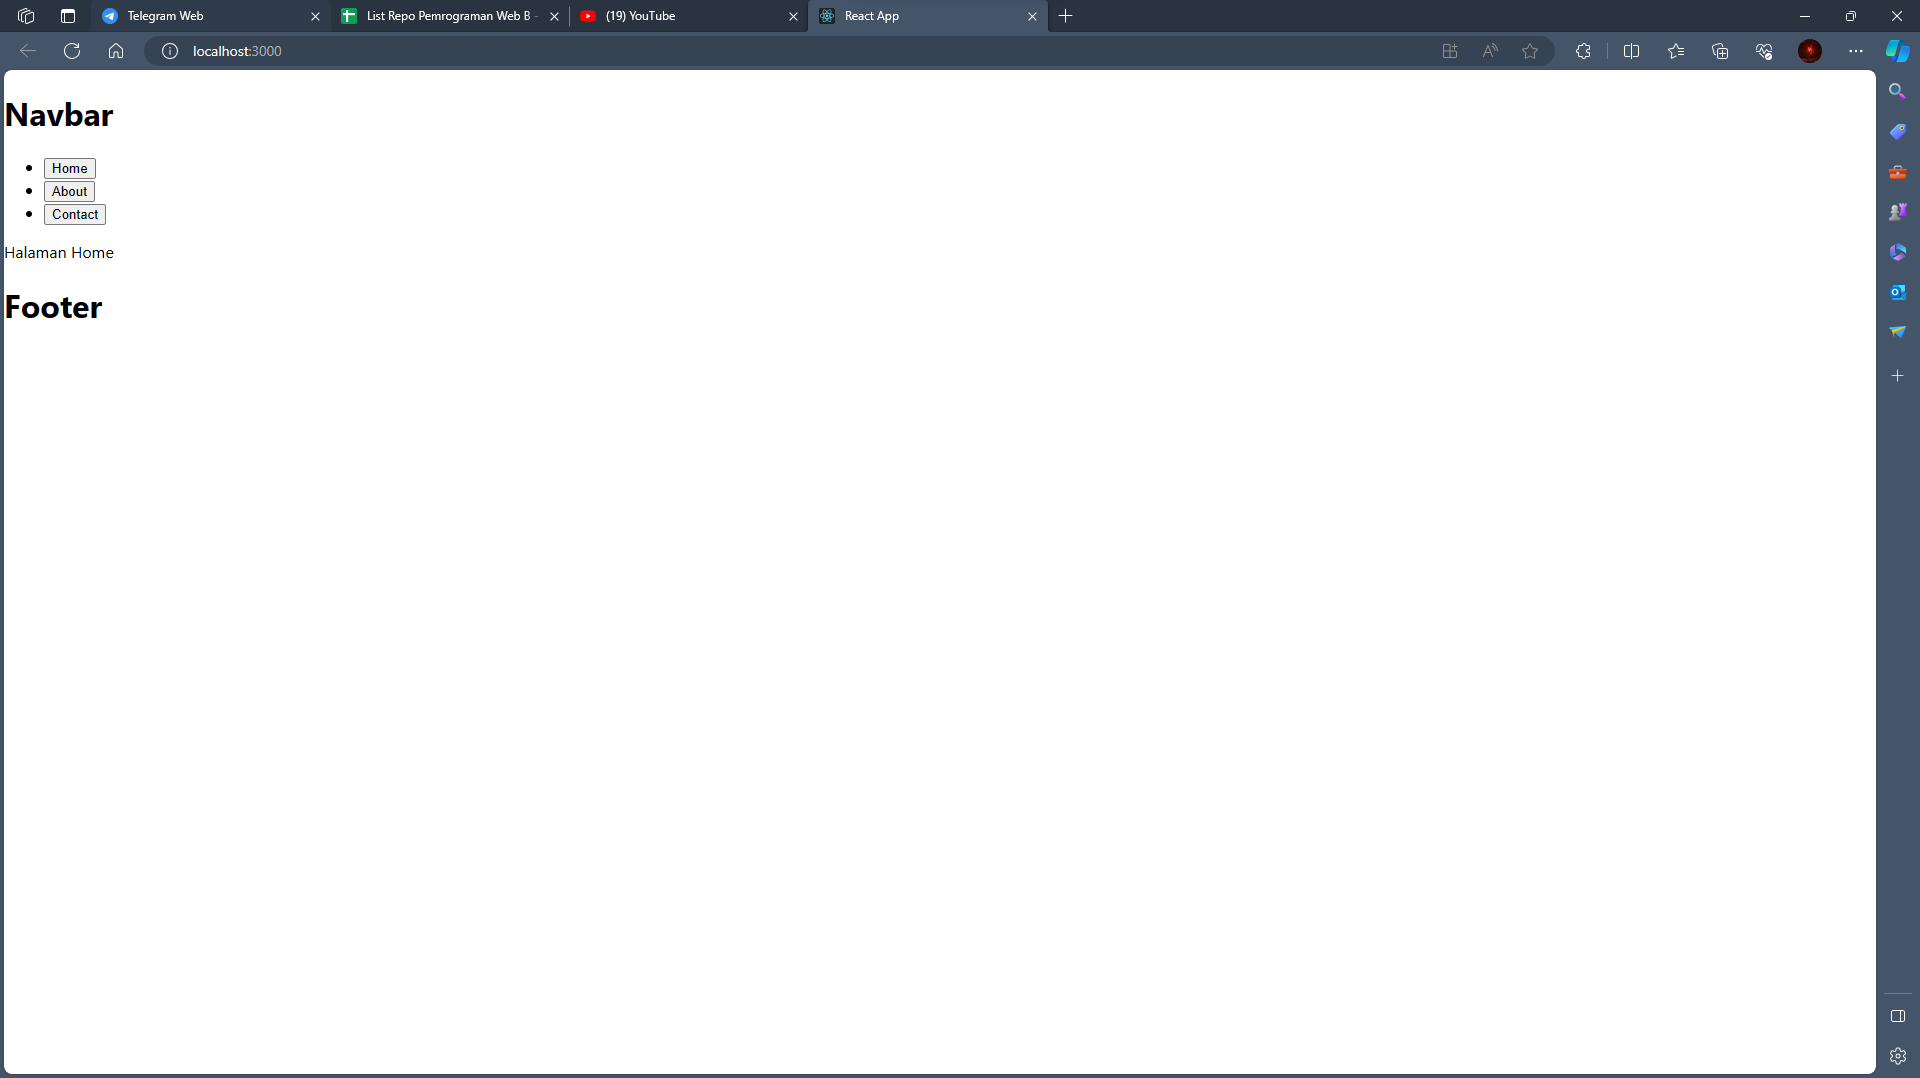 Telegram Web
List Repo Pemrograman Web B -
(19) YouTube
React App
localhost:3000
Navbar
Home
About
Contact
Halaman Home
Footer